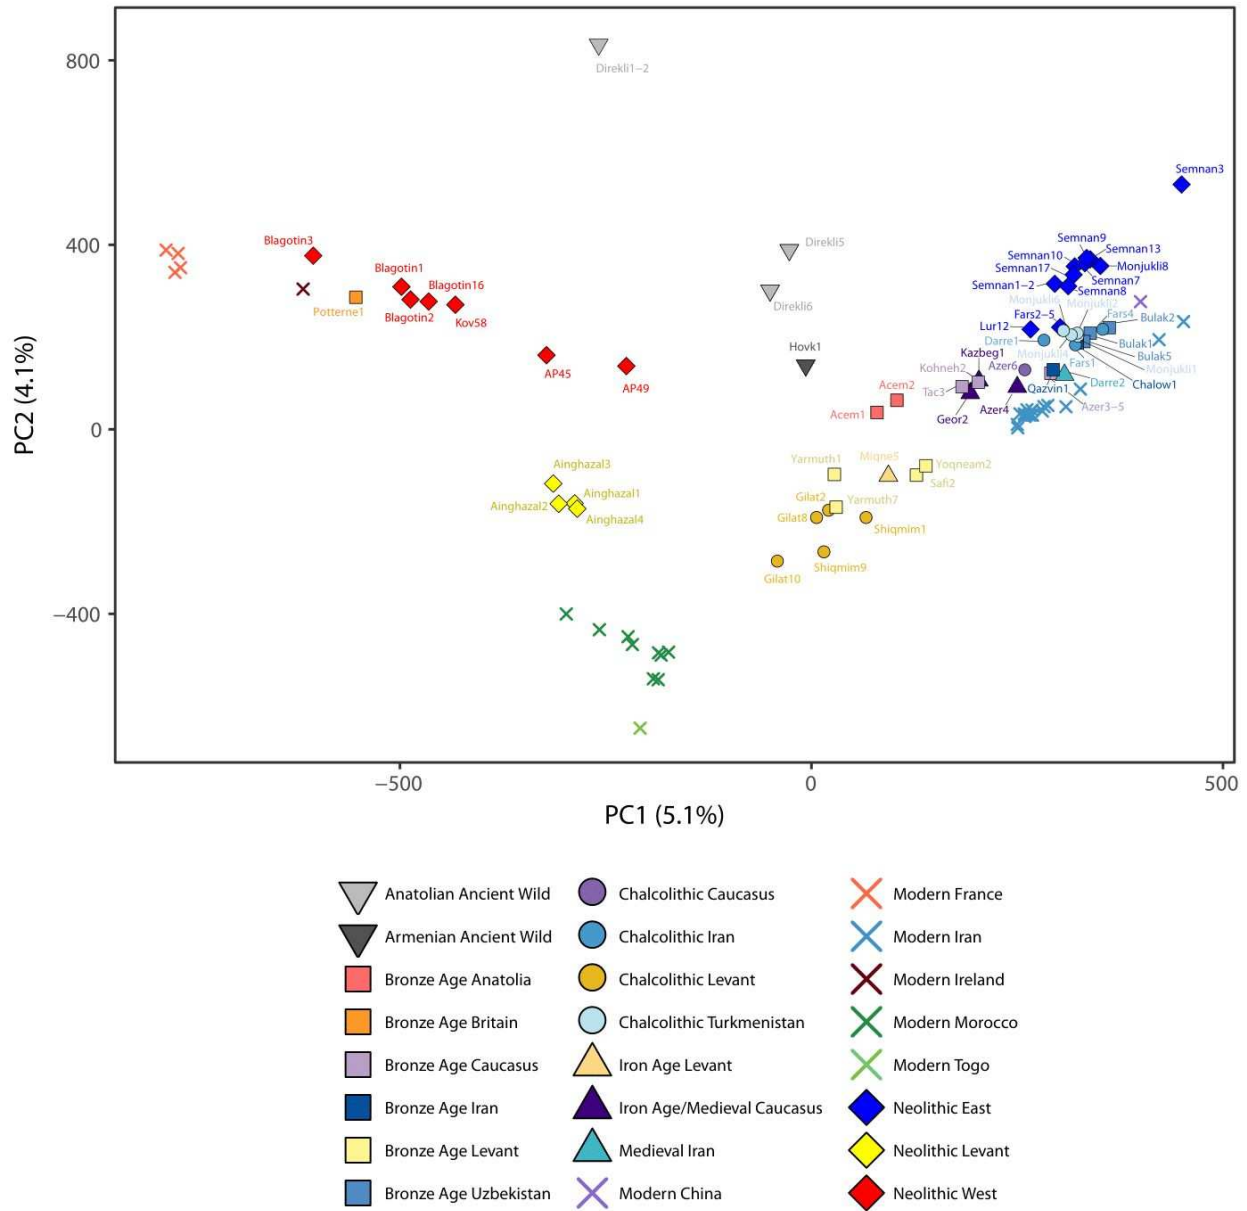 800
400
0
−400
PC2 (4.1%)
−500
0
500
PC1 (5.1%)
Direkli1−2
Semnan3
Blagotin3
Direkli5
Semnan9
Semnan10
Semnan13
Blagotin1
Semnan17
Monjukli8
Blagotin16
Semnan7
Semnan1−2
Semnan8
Potterne1
Direkli6
Monjukli6
Monjukli2
Blagotin2
Kov58
Fars2−5
Fars4
Bulak2
Lur12
Darre1
Bulak1
Hovk1
Kazbeg1
Monjukli4
Bulak5
AP45
Kohneh2
Azer6
Fars1
Monjukli1
AP49
Acem2
Tac3
Qazvin1
Darre2
Chalow1
Acem1
Geor2
Azer4
Azer3−5
Ainghazal3
Yarmuth1
Miqne5
Yoqneam2
Safi2
Ainghazal1
Ainghazal2
Gilat2
Yarmuth7
Ainghazal4
Gilat8
Shiqmim1
Gilat10
Shiqmim9
Anatolian Ancient Wild
Armenian Ancient Wild
Bronze Age Anatolia
Bronze Age Britain
Bronze Age Caucasus
Bronze Age Iran
Bronze Age Levant
Bronze Age Uzbekistan
Chalcolithic Caucasus
Chalcolithic Iran
Chalcolithic Levant
Chalcolithic Turkmenistan
Iron Age Levant
Iron Age/Medieval Caucasus
Medieval Iran
Modern China
Modern France
Modern Iran
Modern Ireland
Modern Morocco
Modern Togo
Neolithic East
Neolithic Levant
Neolithic West